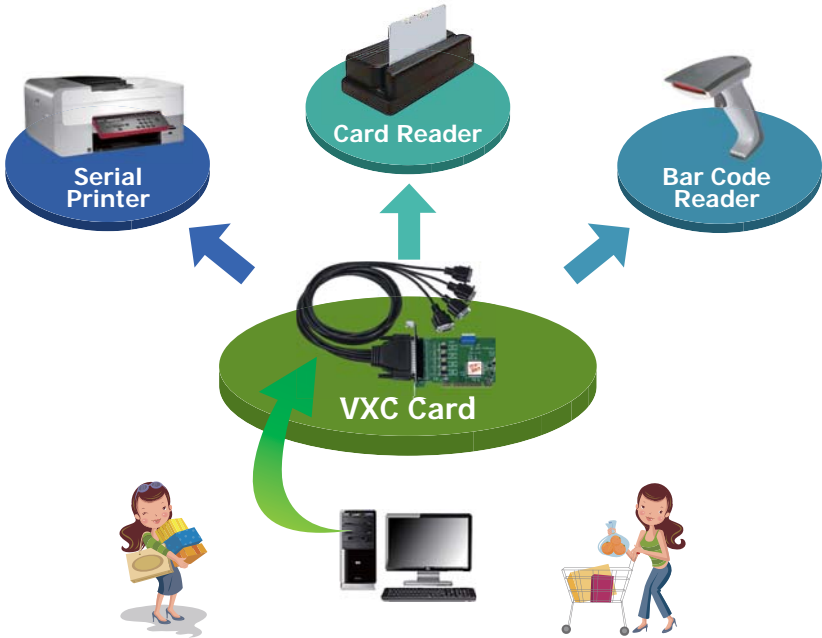 Card Reader
Serial
Printer
Bar Code
Reader
VXC Card